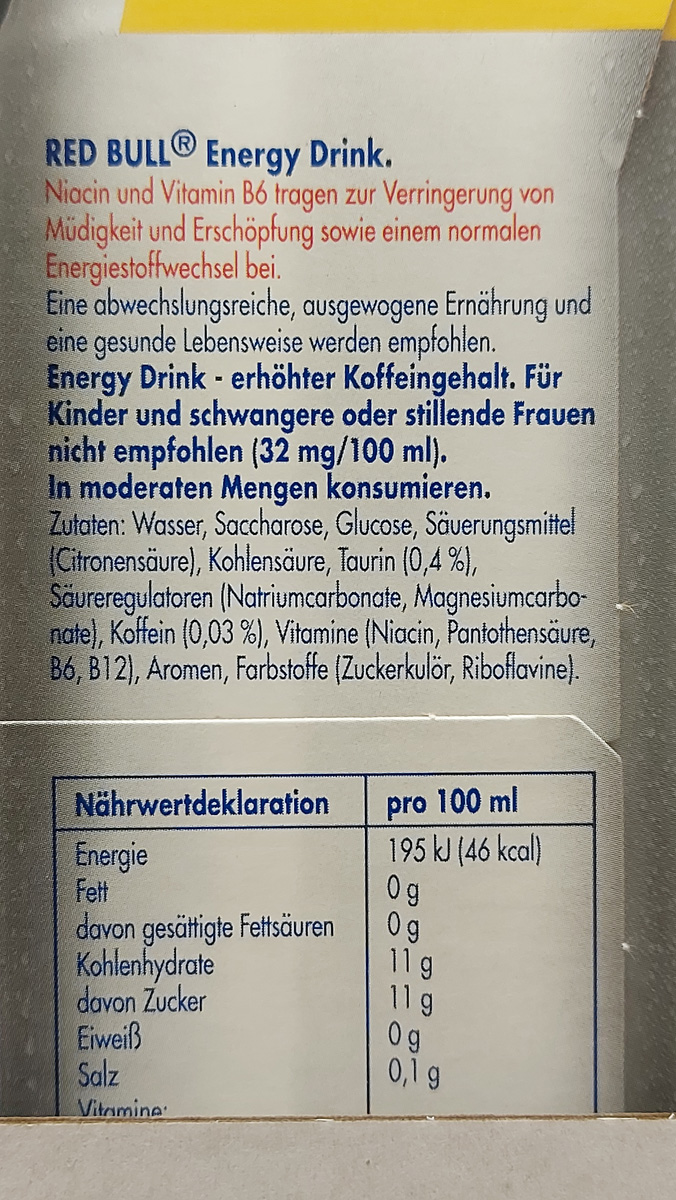 RED BULL® Energy Drink.
Niacin und Vitamin B6 tragen zur Verringerung von
Müdigkeit und Erschöpfung sowie einem normalen
Energiestoffwechsel bei.
Eine abwechslungsreiche, ausgewogene Ernährung und
eine gesunde Lebensweise werden empfohlen.
Energy Drink - erhöhter Koffeingehalt. Für
Kinder und schwangere oder stillende Frauen
nicht empfohlen (32 mg/100 ml).
In moderaten Mengen konsumieren.
Zutaten: Wasser, Saccharose, Glucose, Säuerungsmittel
(Citronensäure), Kohlensäure, Taurin (0,4 %),
Säureregulatoren (Natriumcarbonate, Magnesiumcarbo-
nate), Koffein (0,03 %), Vitamine (Niacin, Pantothensäure,
B6, B12), Aromen, Farbstoffe (Zuckerkulör, Riboflavine).
Nährwertdeklaration pro 100 ml
Energie 195 kJ (46 kcal)
Fett 0 g
davon gesättigte Fettsäuren 0 g
Kohlenhydrate 11 g
davon Zucker 11 g
Eiweiß 0 g
Salz 0,1 g
Vitamine: